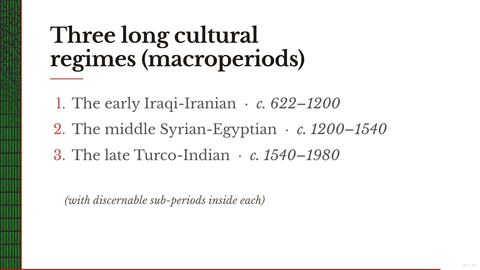 Three long cultural
regimes (macroperiods)
1. The early Iraqi-Iranian · c. 622–1200
2. The middle Syrian-Egyptian · c. 1200–1540
3. The late Turco-Indian · c. 1540–1980
(with discernable sub-periods inside each)